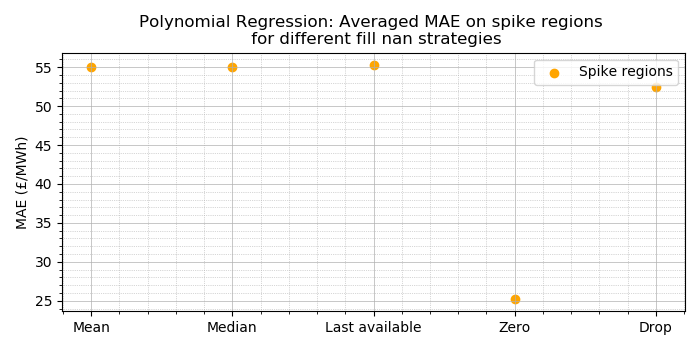 Polynomial Regression: Averaged MAE on spike regions
for different fill nan strategies
Spike regions
MAE (£/MWh)
55
50
45
40
35
30
25
Mean
Median
Last available
Zero
Drop